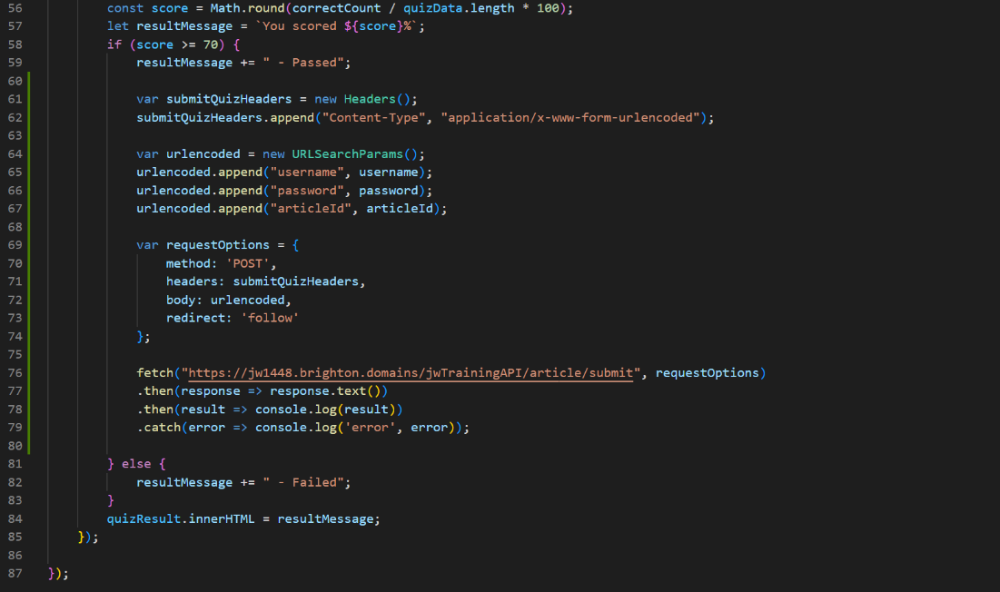 56 const score = Math.round(correctCount / quizData.length * 100);
57 let resultMessage = `You scored ${score}%`;
58 if (score >= 70) {
59 resultMessage += " - Passed";
60
61 var submitQuizHeaders = new Headers();
62 submitQuizHeaders.append("Content-Type", "application/x-www-form-urlencoded");
63
64 var urlencoded = new URLSearchParams();
65 urlencoded.append("username", username);
66 urlencoded.append("password", password);
67 urlencoded.append("articleId", articleId);
68
69 var requestOptions = {
70 method: 'POST',
71 headers: submitQuizHeaders,
72 body: urlencoded,
73 redirect: 'follow'
74 };
75
76 fetch("https://jw1448.brighton.domains/jwTrainingAPI/article/submit", requestOptions)
77 .then(response => response.text())
78 .then(result => console.log(result))
79 .catch(error => console.log('error', error));
80
81 } else {
82 resultMessage += " - Failed";
83 }
84 quizResult.innerHTML = resultMessage;
85 });
86
87 });